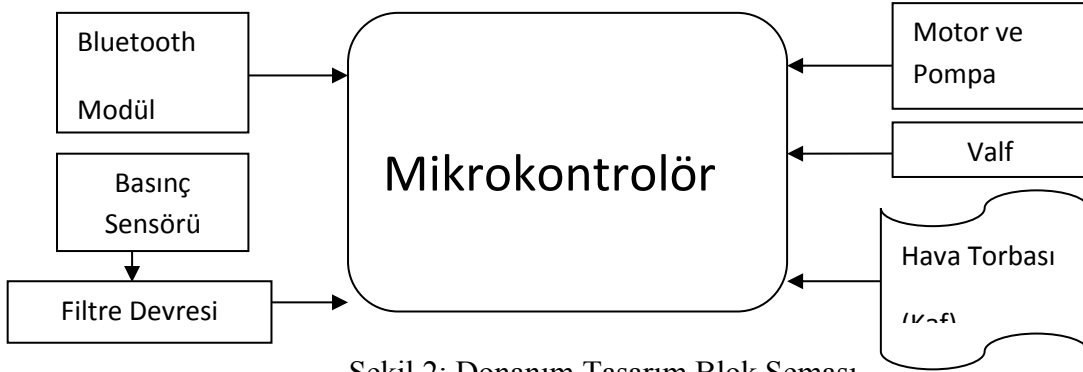 Bluetooth
Modül
Basınç
Sensörü
Filtre Devresi
Mikrokontrolör
Motor ve
Pompa
Valf
Hava Torbası
(Kaf)
Şekil 2: Donanım Tasarım Blok Şeması